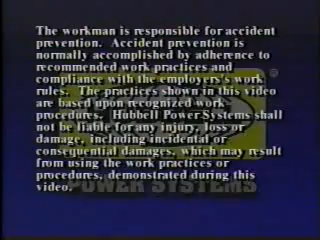 The workman is responsible for accident
prevention. Accident prevention is
normally accomplished by adherence to
recommended work practices and
compliance with the employers's work
rules. The practices shown in this video
are based upon recognized work
procedures. Hubbell Power Systems shall
not be liable for any injury, loss or
damage, including incidental or
consequential damages, which may result
from using the work practices or
procedures, demonstrated during this
video.
®
POWER SYSTEMS